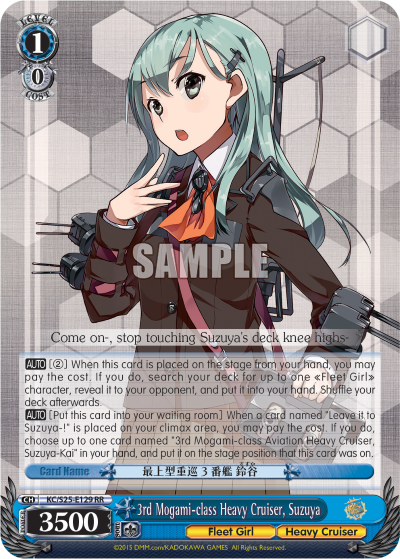 LEVEL
1
0
COST
SAMPLE
Come on-, stop touching Suzuya's deck knee highs-
AUTO [②] When this card is placed on the stage from your hand, you may
pay the cost. If you do, search your deck for up to one «Fleet Girl»
character, reveal it to your opponent, and put it into your hand. Shuffle your
deck afterwards.
AUTO [Put this card into your waiting room] When a card named "Leave it to
Suzuya-!" is placed on your climax area, you may pay the cost. If you do,
choose up to one card named "3rd Mogami-class Aviation Heavy Cruiser,
Suzuya-Kai" in your hand, and put it on the stage position that this card was on.
Card Name
最上型重巡3番艦 鈴谷
CH
KC/S25-E129 RR
3rd Mogami-class Heavy Cruiser, Suzuya
POWER
3500
SOUL
Fleet Girl
Heavy Cruiser
©2015 DMM.com/KADOKAWA GAMES All Rights Reserved.